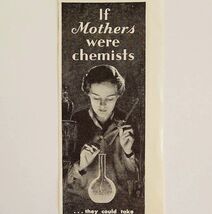 If
Mothers
were
chemists
...they could take